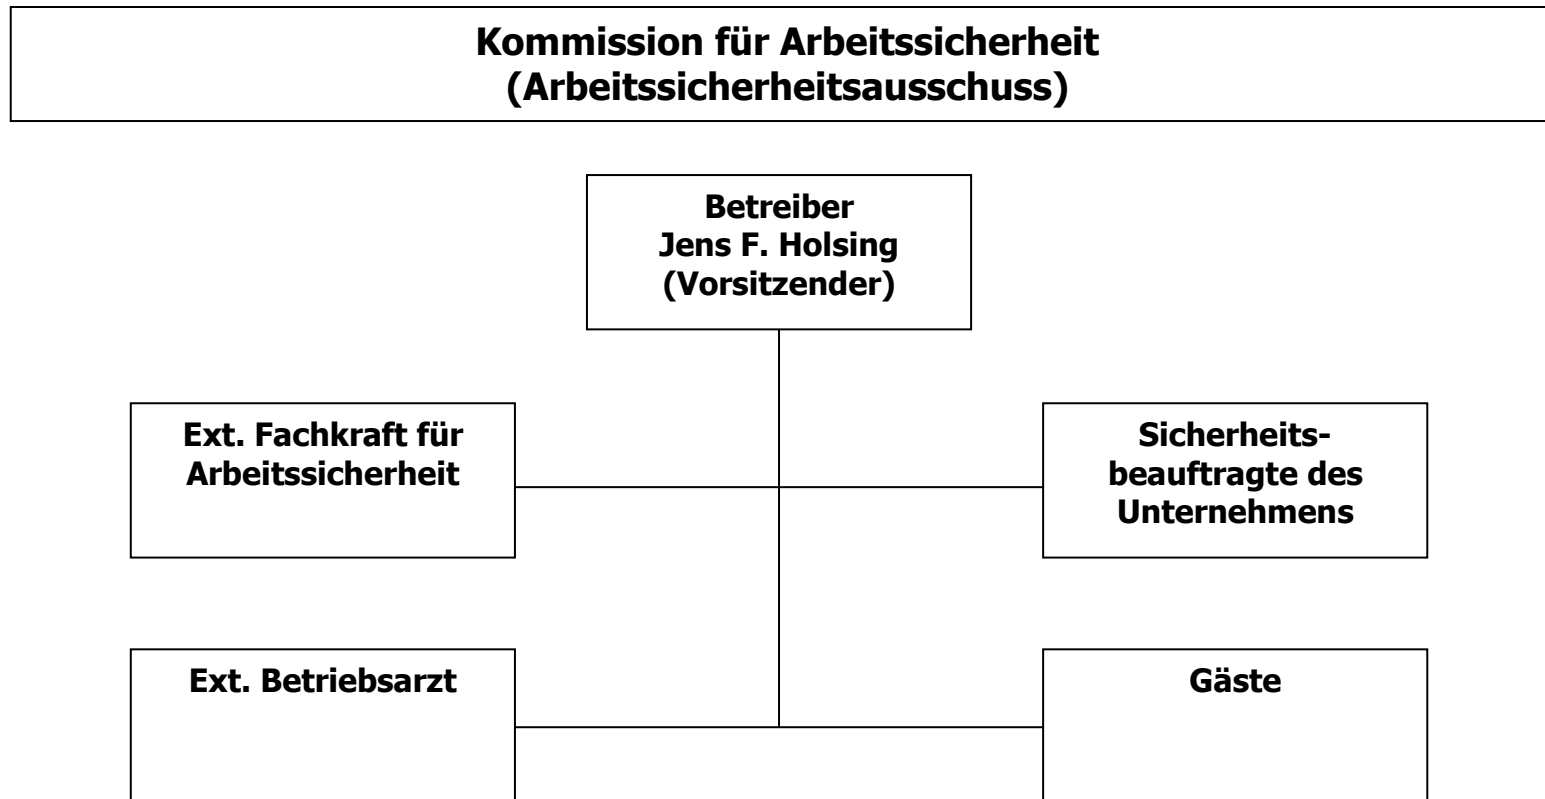 Kommission für Arbeitssicherheit
(Arbeitssicherheitsausschuss)
Betreiber
Jens F. Holsing
(Vorsitzender)
Ext. Fachkraft für
Arbeitssicherheit
Sicherheits-
beauftragte des
Unternehmens
Ext. Betriebsarzt
Gäste